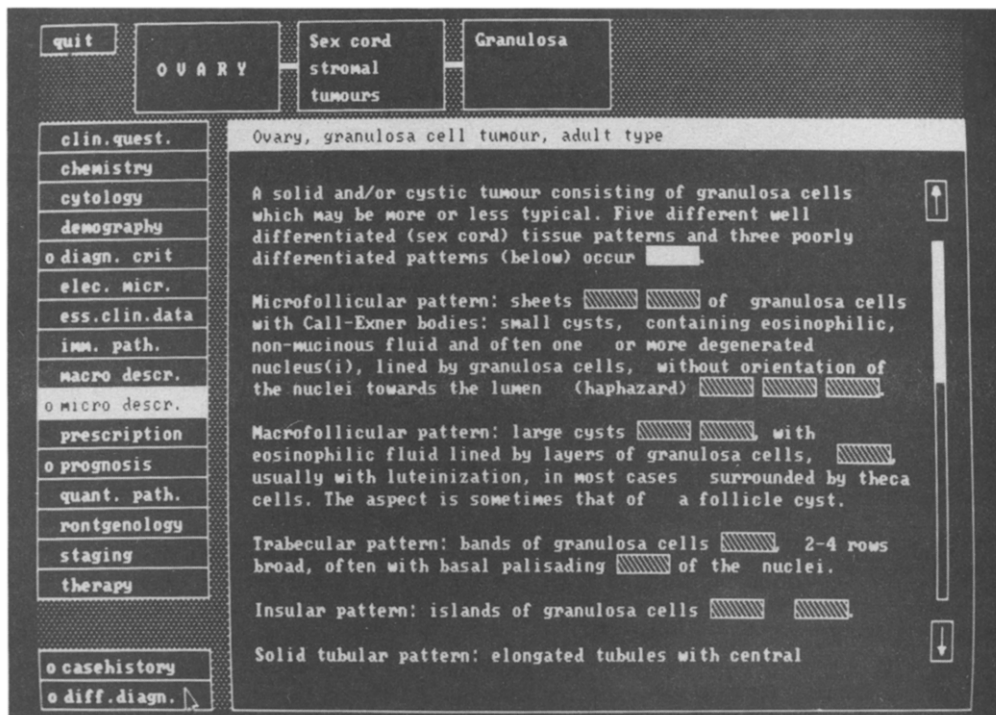 quit
O V A R Y
Sex cord
stromal
tumours
Granulosa
clin.quest.
chemistry
cytology
demography
o diagn. crit
elec. micr.
ess.clin.data
imm. path.
macro descr.
o micro descr.
prescription
o prognosis
quant. path.
rontgenology
staging
therapy
o casehistory
o diff.diagn.
Ovary, granulosa cell tumour, adult type
A solid and/or cystic tumour consisting of granulosa cells
which may be more or less typical. Five different well
differentiated (sex cord) tissue patterns and three poorly
differentiated patterns (below) occur .
Microfollicular pattern: sheets of granulosa cells
with Call-Exner bodies: small cysts, containing eosinophilic,
non-mucinous fluid and often one or more degenerated
nucleus(i), lined by granulosa cells, without orientation of
the nuclei towards the lumen (haphazard) .
Macrofollicular pattern: large cysts , with
eosinophilic fluid lined by layers of granulosa cells, ,
usually with luteinization, in most cases surrounded by theca
cells. The aspect is sometimes that of a follicle cyst.
Trabecular pattern: bands of granulosa cells , 2-4 rows
broad, often with basal palisading of the nuclei.
Insular pattern: islands of granulosa cells .
Solid tubular pattern: elongated tubules with central